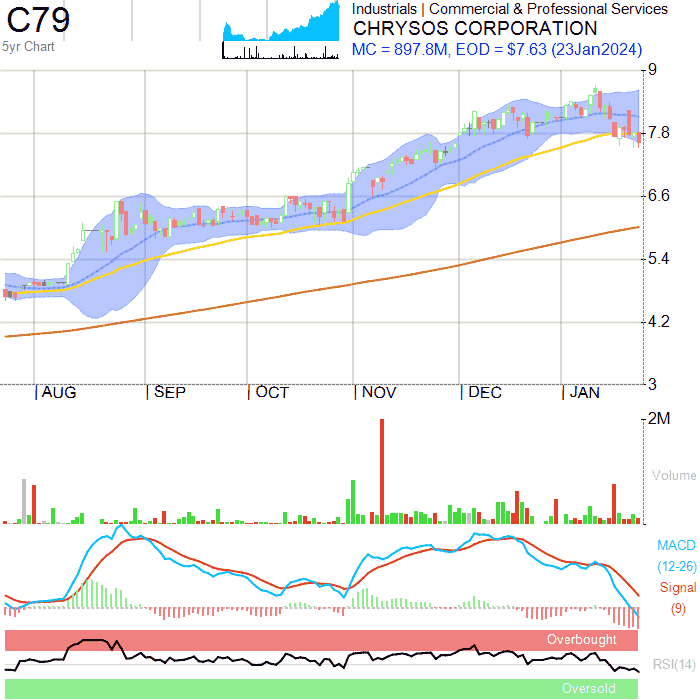 C79
5yr Chart
Industrials | Commercial & Professional Services
CHRYSOS CORPORATION
MC = 897.8M, EOD = $7.63 (23Jan2024)
9
7.8
6.6
5.4
4.2
3
AUG SEP OCT NOV DEC JAN
2M
Volume
MACD
(12-26)
Signal
(9)
Overbought
RSI(14)
Oversold